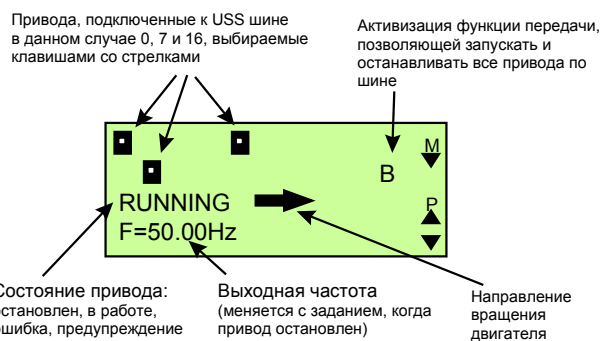 Привода, подключенные к USS шине
в данном случае 0, 7 и 16, выбираемые
клавишами со стрелками
Активизация функции передачи,
позволяющей запускать и
останавливать все привода по
шине
M
B
RUNNING
P
F=50.00Hz
Состояние привода:
остановлен, в работе,
ошибка, предупреждение
Выходная частота
(меняется с заданием, когда
привод остановлен)
Направление
вращения
двигателя